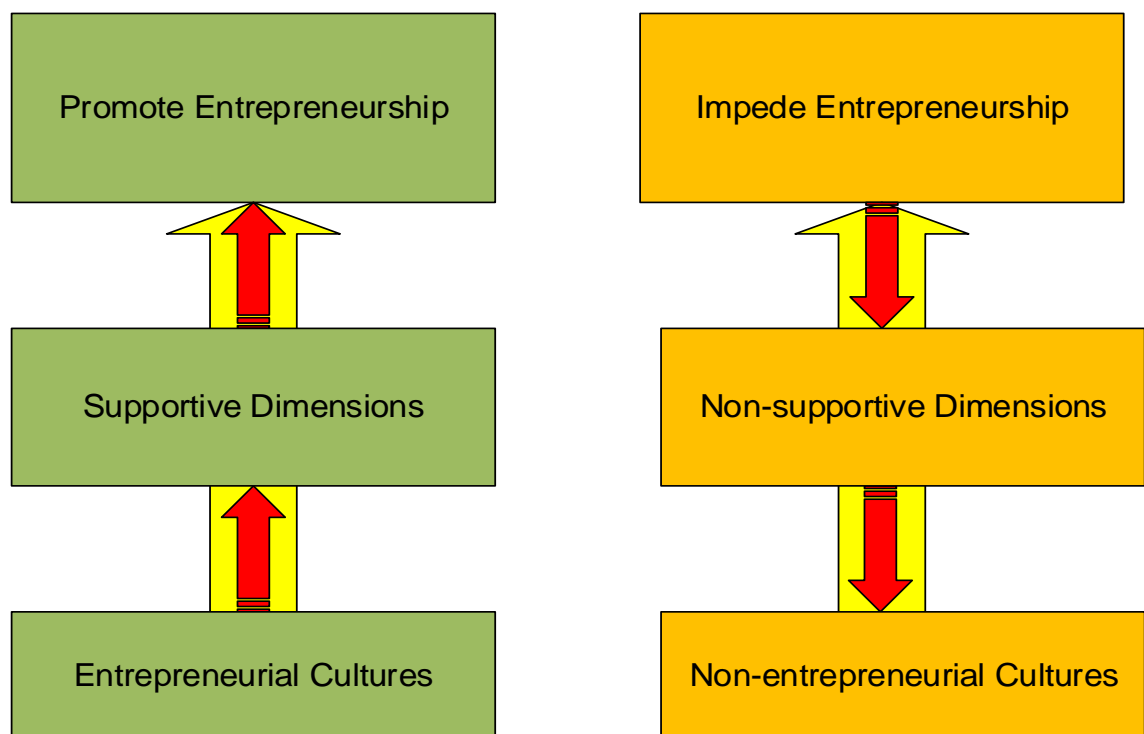 Promote Entrepreneurship
Impede Entrepreneurship
Supportive Dimensions
Non-supportive Dimensions
Entrepreneurial Cultures
Non-entrepreneurial Cultures